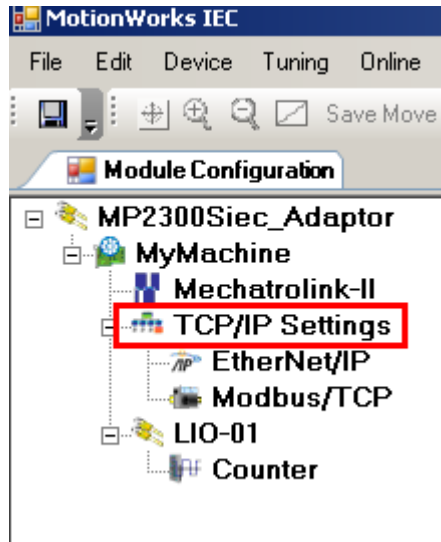 MotionWorks IEC
File Edit Device Tuning Online
Save Move
Module Configuration
MP2300Siec_Adaptor
MyMachine
Mechatrolink-II
TCP/IP Settings
EtherNet/IP
Modbus/TCP
LIO-01
Counter